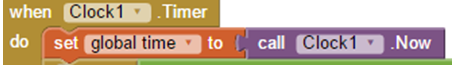 when Clock1 .Timer
do set global time to call Clock1 .Now